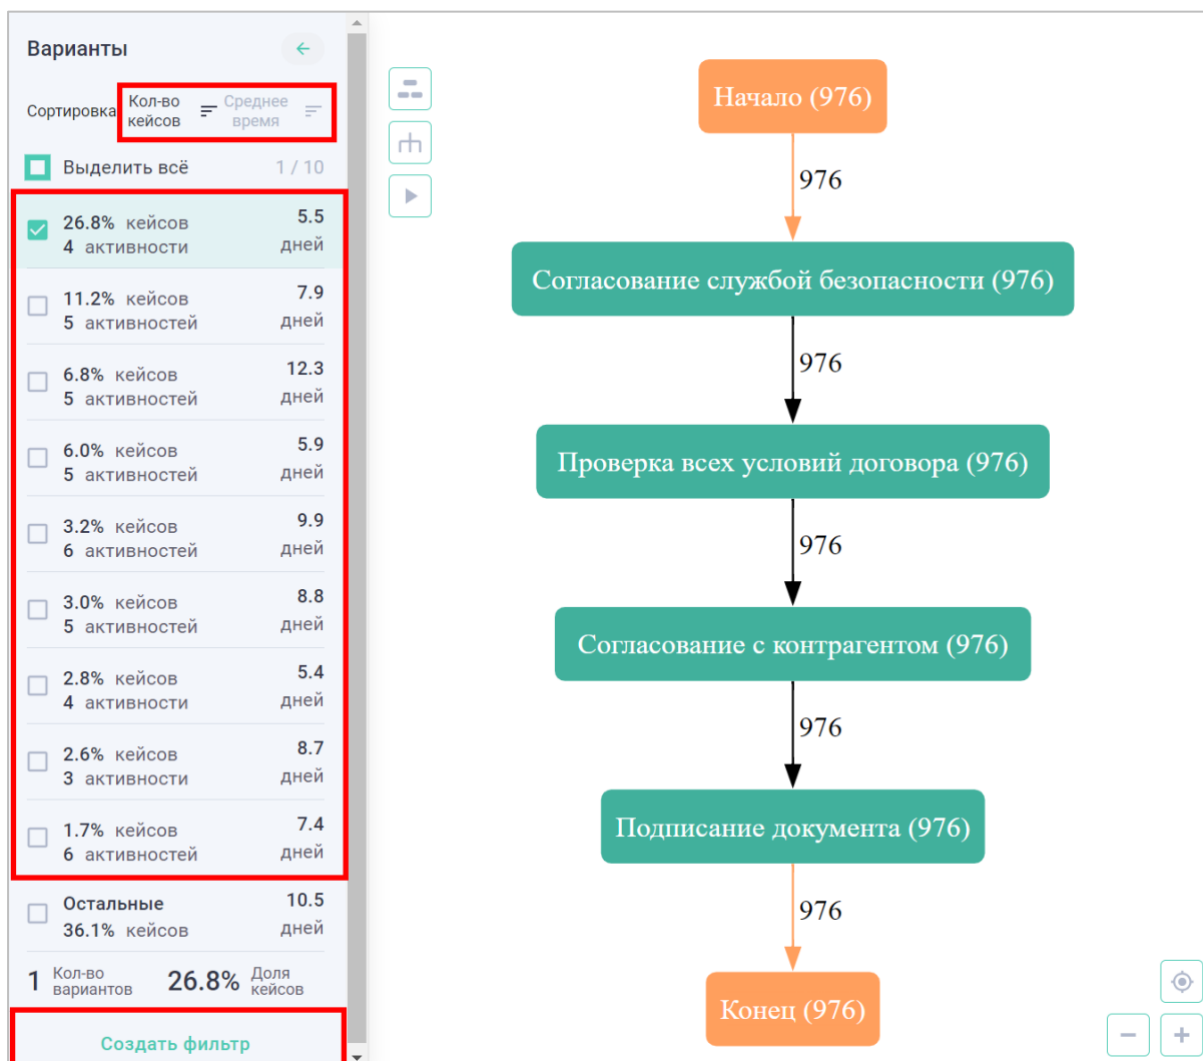 Варианты
Сортировка
Кол-во
кейсов
Среднее
время
Выделить всё 1 / 10
26.8% кейсов 5.5
4 активности дней
11.2% кейсов 7.9
5 активностей дней
6.8% кейсов 12.3
5 активностей дней
6.0% кейсов 5.9
5 активностей дней
3.2% кейсов 9.9
6 активностей дней
3.0% кейсов 8.8
5 активностей дней
2.8% кейсов 5.4
4 активности дней
2.6% кейсов 8.7
3 активности дней
1.7% кейсов 7.4
6 активностей дней
Остальные 10.5
36.1% кейсов дней
1 Кол-во
вариантов
26.8% Доля
кейсов
Создать фильтр
Начало (976)
976
Согласование службой безопасности (976)
976
Проверка всех условий договора (976)
976
Согласование с контрагентом (976)
976
Подписание документа (976)
976
Конец (976)